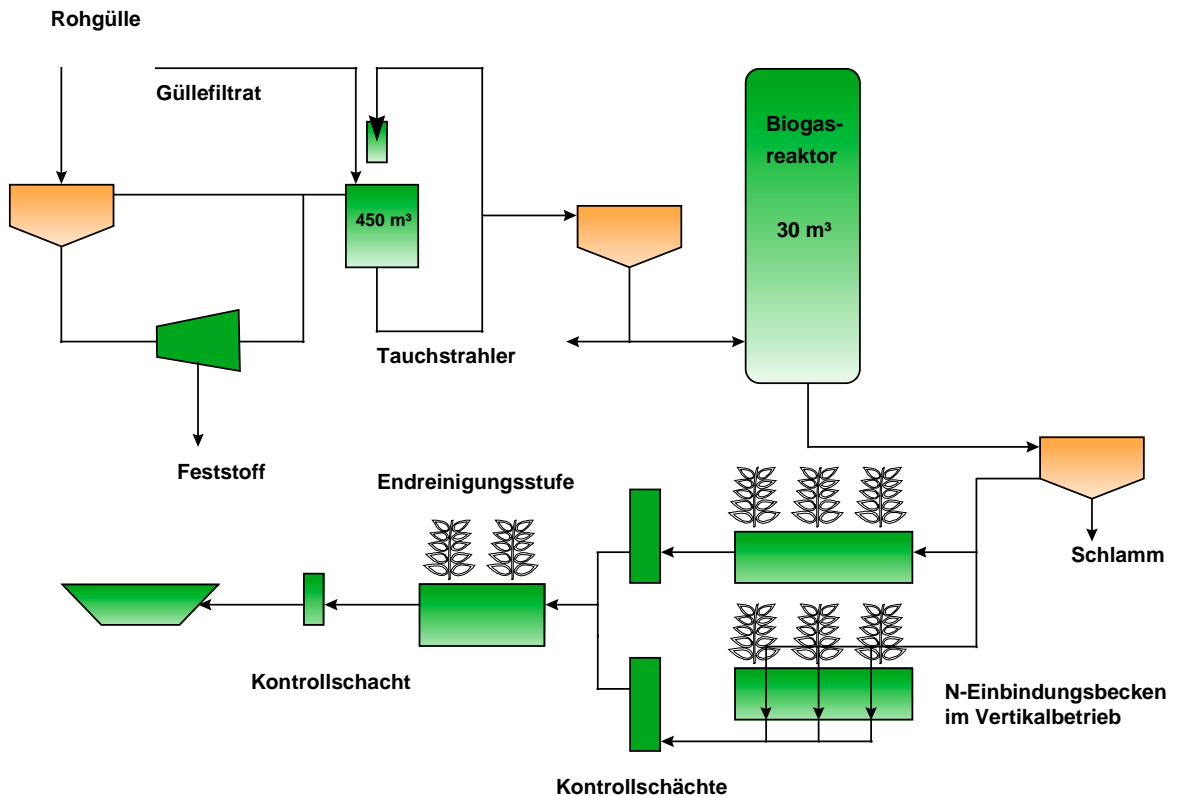 Rohgülle
Güllefiltrat
Biogas-
reaktor
450 m³
30 m³
Tauchstrahler
Feststoff
Endreinigungsstufe
Schlamm
Kontrollschacht
N-Einbindungsbecken
im Vertikalbetrieb
Kontrollschächte